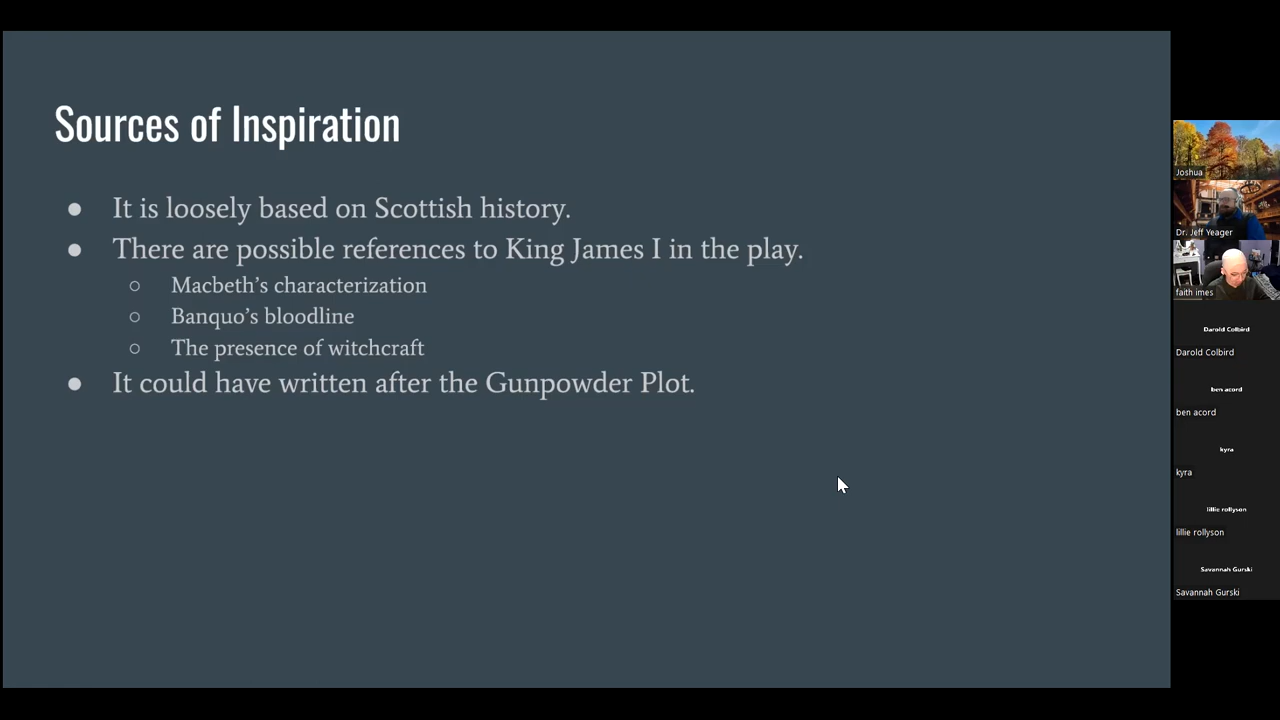 Sources of Inspiration
● It is loosely based on Scottish history.
● There are possible references to King James I in the play.
○ Macbeth’s characterization
○ Banquo’s bloodline
○ The presence of witchcraft
● It could have written after the Gunpowder Plot.
Joshua
Dr. Jeff Yeager
faith imes
Darold Colbird
Darold Colbird
ben acord
ben acord
kyra
kyra
lillie rollyson
lillie rollyson
Savannah Gurski
Savannah Gurski